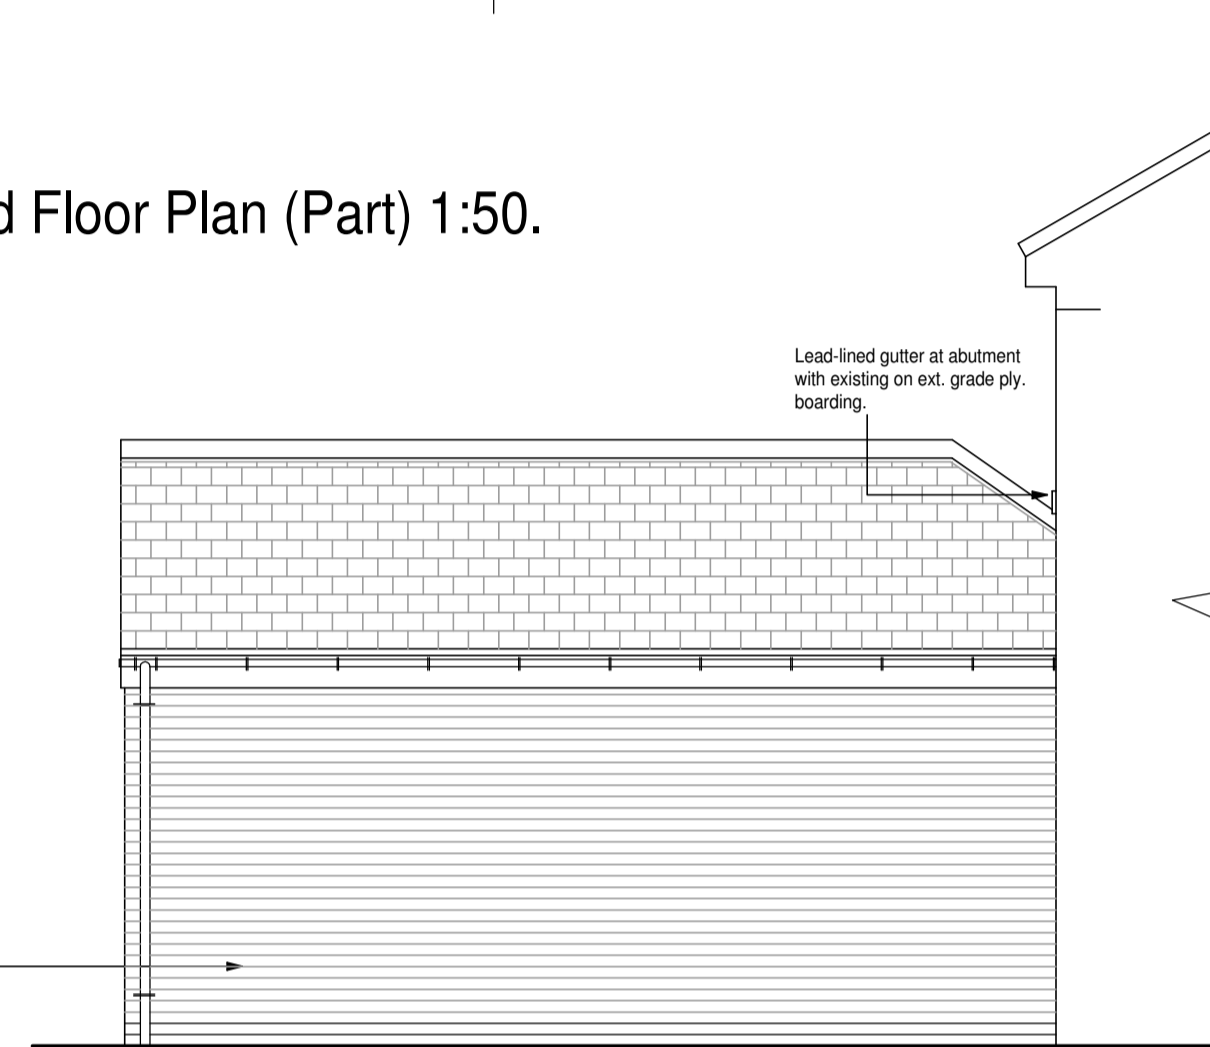 d Floor Plan (Part) 1:50.
Lead-lined gutter at abutment
with existing on ext. grade ply.
boarding.